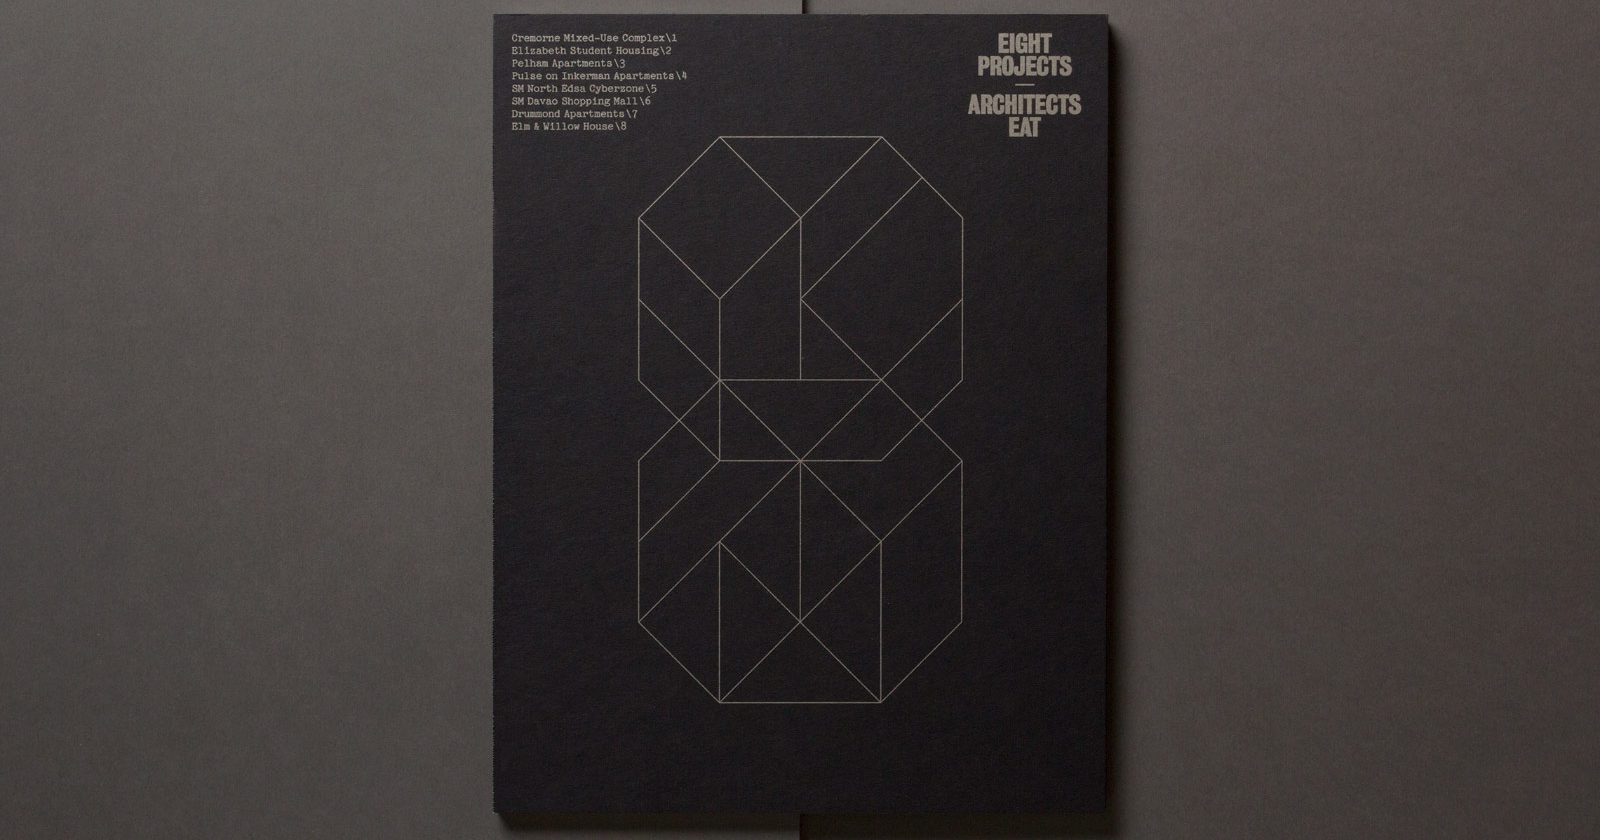 Cremorne Mixed-Use Complex\1
Elizabeth Student Housing\2
Pelham Apartments\3
Pulse on Inkerman Apartments\4
SM North Edsa Cyberzone\5
SM Davao Shopping Mall\6
Drummond Apartments\7
Elm & Willow House\8
EIGHT
PROJECTS
—
ARCHITECTS
EAT